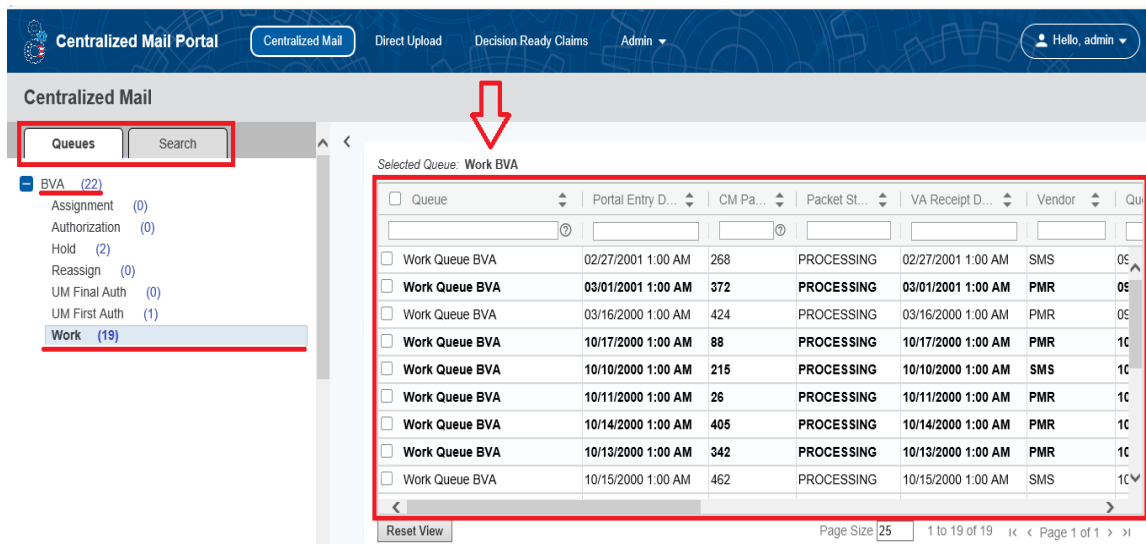 Centralized Mail Portal Centralized Mail Direct Upload Decision Ready Claims Admin Hello, admin
Centralized Mail
Queues Search
BVA (22)
Assignment (0)
Authorization (0)
Hold (2)
Reassign (0)
UM Final Auth (0)
UM First Auth (1)
Work (19)
Selected Queue: Work BVA
Queue Portal Entry D... CM Pa... Packet St... VA Receipt D... Vendor Qu
Work Queue BVA 02/27/2001 1:00 AM 268 PROCESSING 02/27/2001 1:00 AM SMS 09
Work Queue BVA 03/01/2001 1:00 AM 372 PROCESSING 03/01/2001 1:00 AM PMR 09
Work Queue BVA 03/16/2000 1:00 AM 424 PROCESSING 03/16/2000 1:00 AM PMR 09
Work Queue BVA 10/17/2000 1:00 AM 88 PROCESSING 10/17/2000 1:00 AM PMR 10
Work Queue BVA 10/10/2000 1:00 AM 215 PROCESSING 10/10/2000 1:00 AM SMS 10
Work Queue BVA 10/11/2000 1:00 AM 26 PROCESSING 10/11/2000 1:00 AM PMR 10
Work Queue BVA 10/14/2000 1:00 AM 405 PROCESSING 10/14/2000 1:00 AM PMR 10
Work Queue BVA 10/13/2000 1:00 AM 342 PROCESSING 10/13/2000 1:00 AM PMR 10
Work Queue BVA 10/15/2000 1:00 AM 462 PROCESSING 10/15/2000 1:00 AM SMS 10
Reset View Page Size 25 1 to 19 of 19 Page 1 of 1